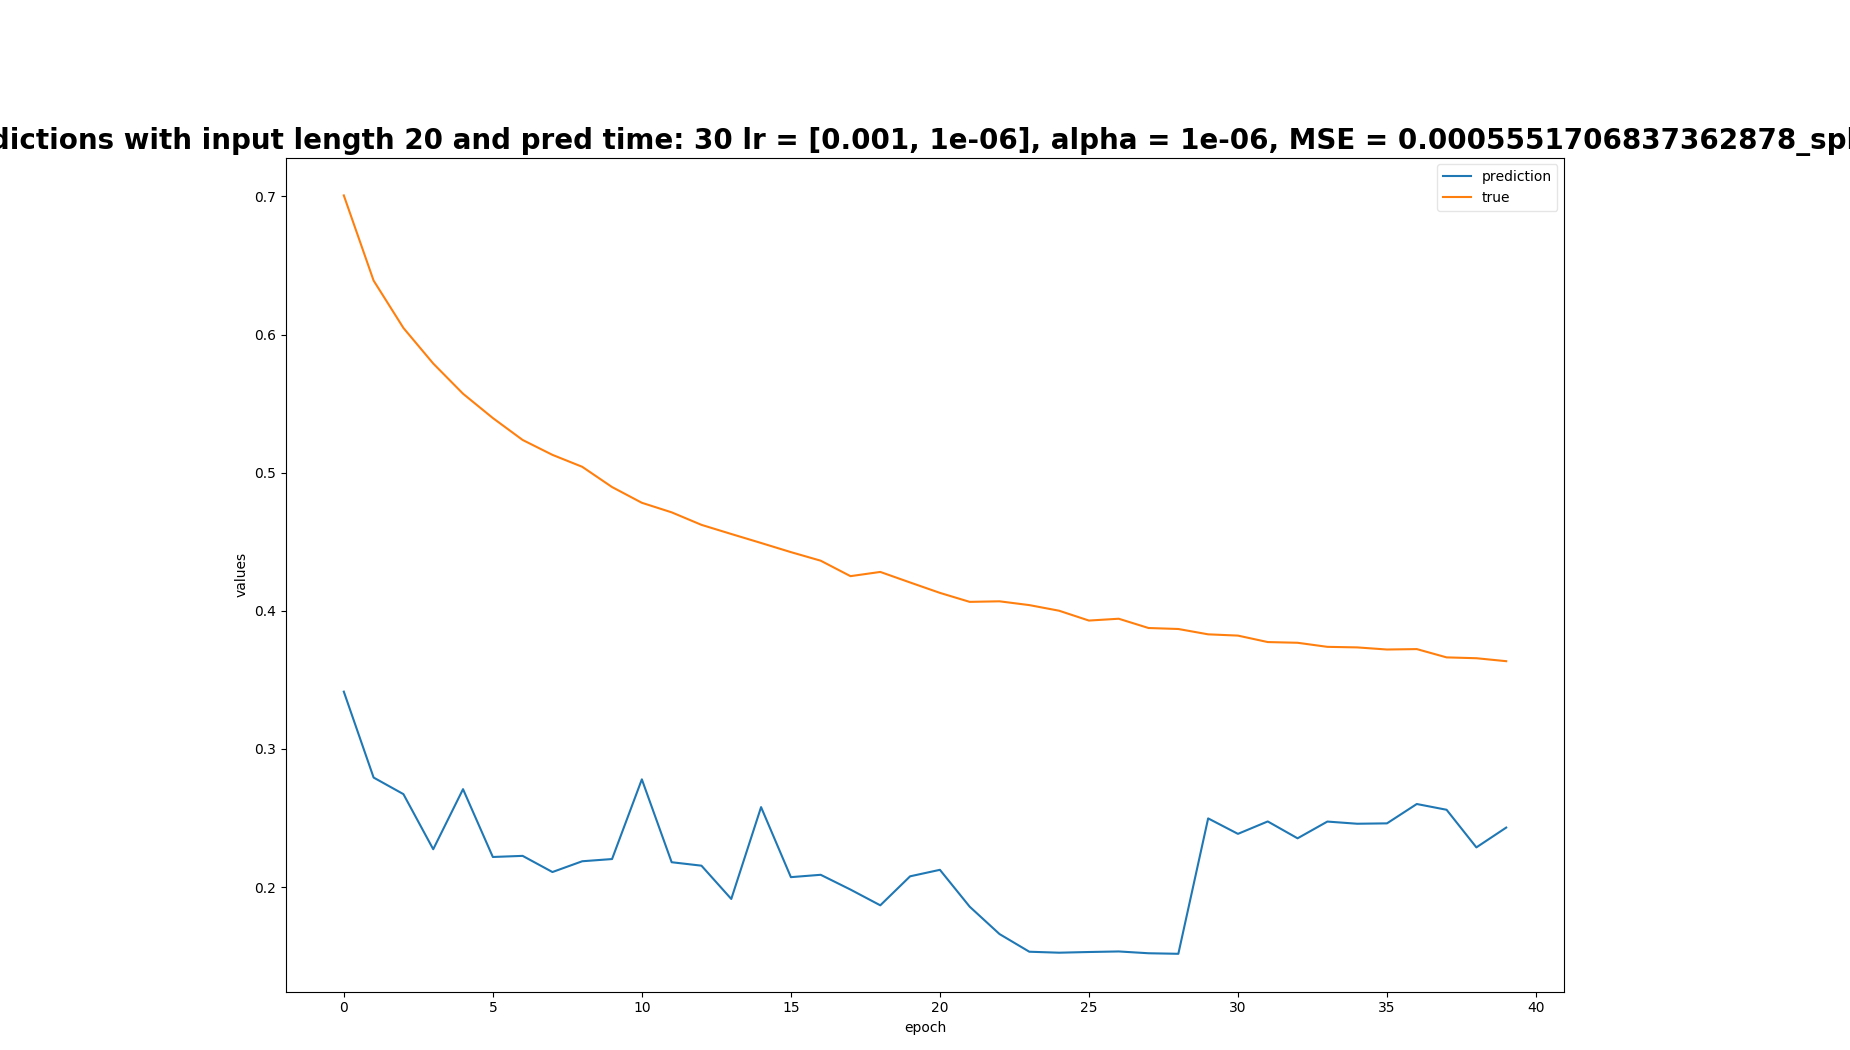 dictions with input length 20 and pred time: 30 lr = [0.001, 1e-06], alpha = 1e-06, MSE = 0.0005551706837362878_spl
prediction
true
0.7
0.6
0.5
0.4
0.3
0.2
values
0 5 10 15 20 25 30 35 40
epoch